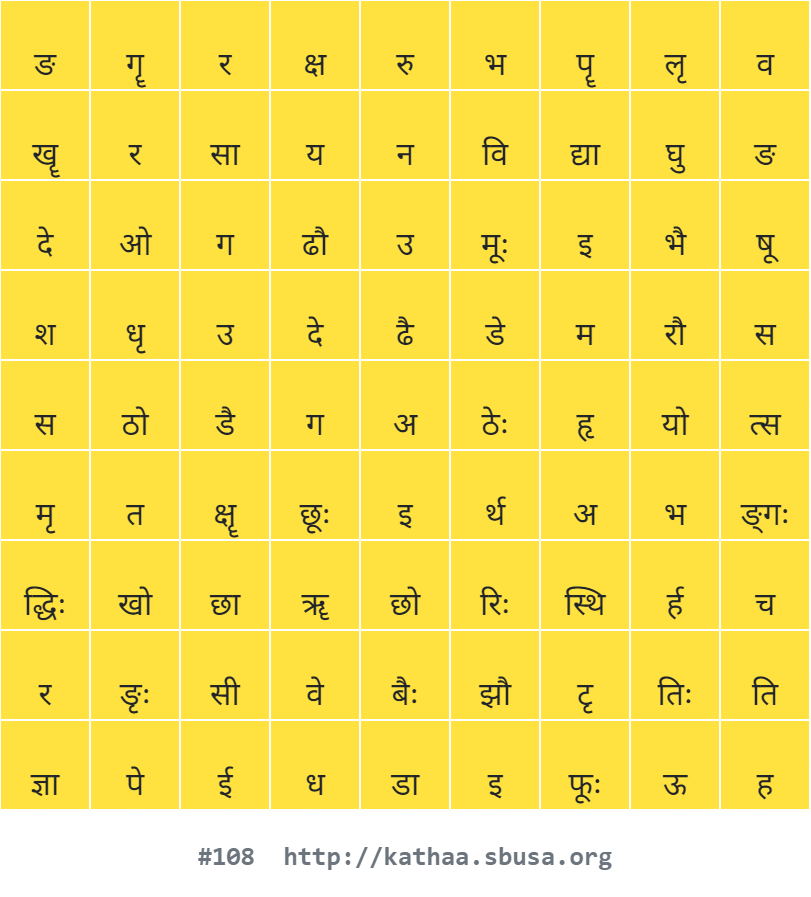 ङ गॄ र क्ष रु भ पॄ लृ व
खॄ र सा य न वि द्या घु ङ
दे ओ ग ढौ उ मूः इ भै षू
श धृ उ दे ढै डे म रौ स
स ठो डै ग अ ठेः हृ यो त्स
मृ त क्षॄ छूः इ र्थ अ भ ङ्गः
द्धिः खो छा ॠ छो रिः स्थि र्ह च
र ङृः सी वे बैः झौ टृ तिः ति
ज्ञा पे ई ध डा इ फूः ऊ ह
#108 http://kathaa.sbusa.org